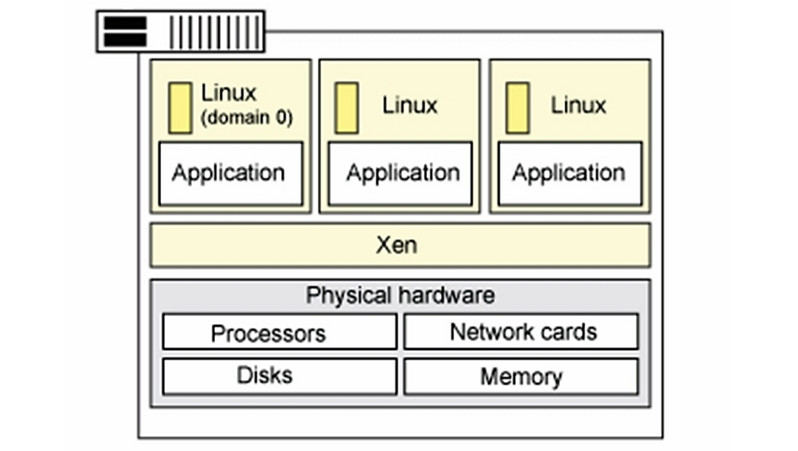 Linux
(domain 0)
Application
Linux
Application
Linux
Application
Xen
Physical hardware
Processors
Network cards
Disks
Memory